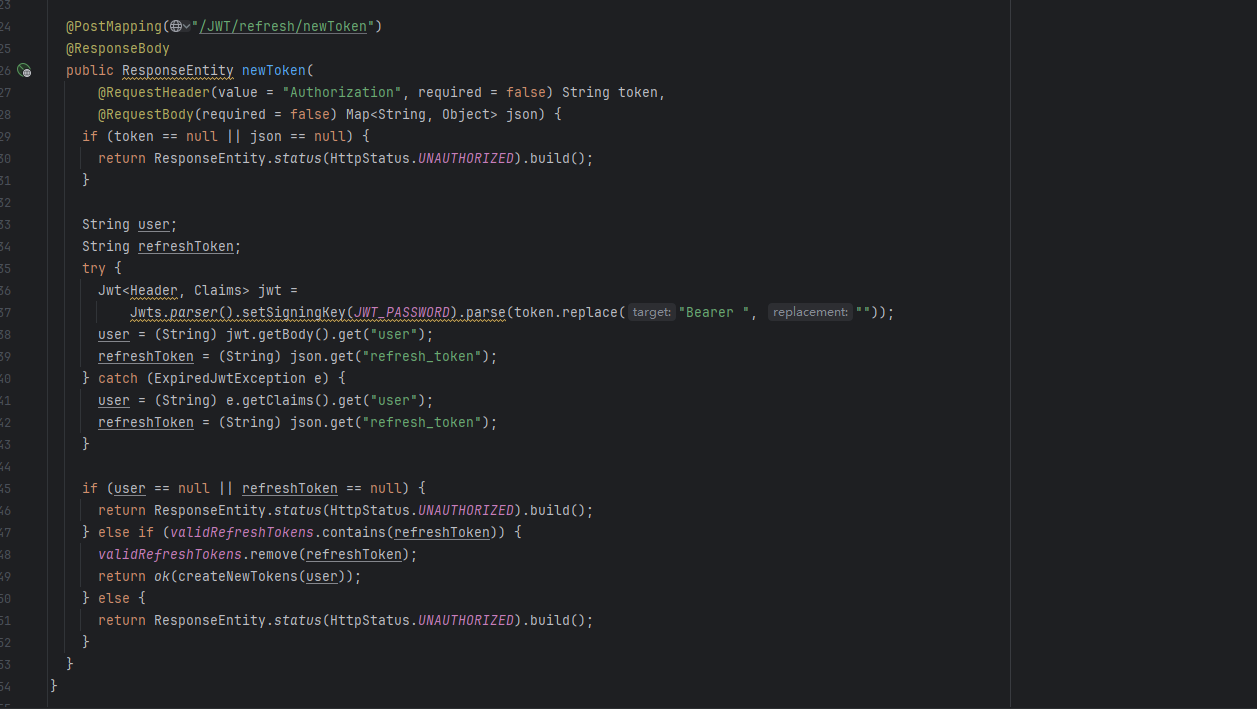 23
24 @PostMapping("/JWT/refresh/newToken")
25 @ResponseBody
26 public ResponseEntity newToken(
27 @RequestHeader(value = "Authorization", required = false) String token,
28 @RequestBody(required = false) Map<String, Object> json) {
29 if (token == null || json == null) {
30 return ResponseEntity.status(HttpStatus.UNAUTHORIZED).build();
31 }
32
33 String user;
34 String refreshToken;
35 try {
36 Jwt<Header, Claims> jwt =
37 Jwts.parser().setSigningKey(JWT_PASSWORD).parse(token.replace( target: "Bearer ", replacement: ""));
38 user = (String) jwt.getBody().get("user");
39 refreshToken = (String) json.get("refresh_token");
40 } catch (ExpiredJwtException e) {
41 user = (String) e.getClaims().get("user");
42 refreshToken = (String) json.get("refresh_token");
43 }
44
45 if (user == null || refreshToken == null) {
46 return ResponseEntity.status(HttpStatus.UNAUTHORIZED).build();
47 } else if (validRefreshTokens.contains(refreshToken)) {
48 validRefreshTokens.remove(refreshToken);
49 return ok(createNewTokens(user));
50 } else {
51 return ResponseEntity.status(HttpStatus.UNAUTHORIZED).build();
52 }
53 }
54 }